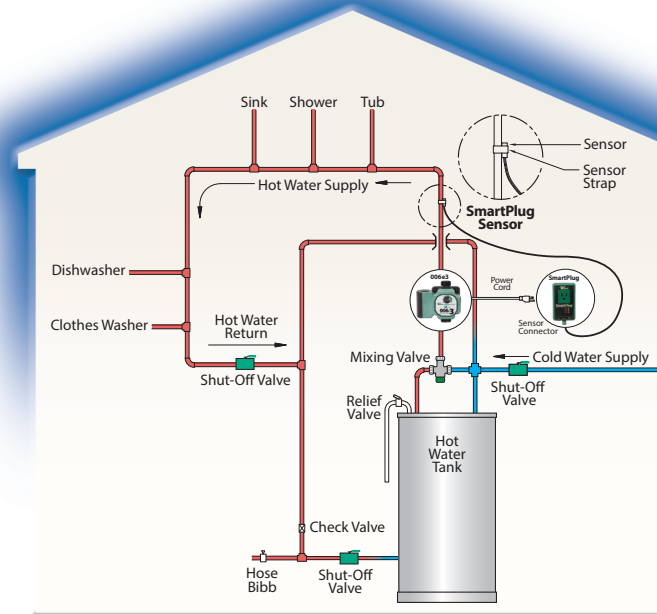 Sink
Shower
Tub
Sensor
Sensor
Strap
Hot Water Supply
SmartPlug
Sensor
Dishwasher
006e3
Power
Cord
SmartPlug
Clothes Washer
Hot Water
Return
Sensor
Connector
Mixing Valve
Cold Water Supply
Shut-Off Valve
Shut-Off
Valve
Relief
Valve
Hot
Water
Tank
Check Valve
Hose
Bibb
Shut-Off
Valve